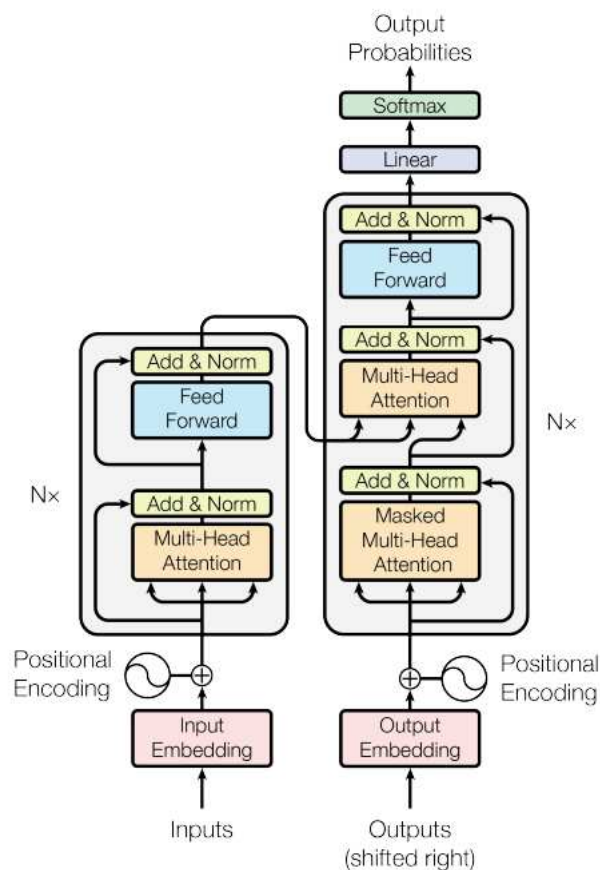 Output
Probabilities
Softmax
Linear
Add & Norm
Feed
Forward
Add & Norm
Multi-Head
Attention
Add & Norm
Masked
Multi-Head
Attention
Nx
Add & Norm
Feed
Forward
Add & Norm
Multi-Head
Attention
Nx
Positional
Encoding
Input
Embedding
Inputs
Positional
Encoding
Output
Embedding
Outputs
(shifted right)